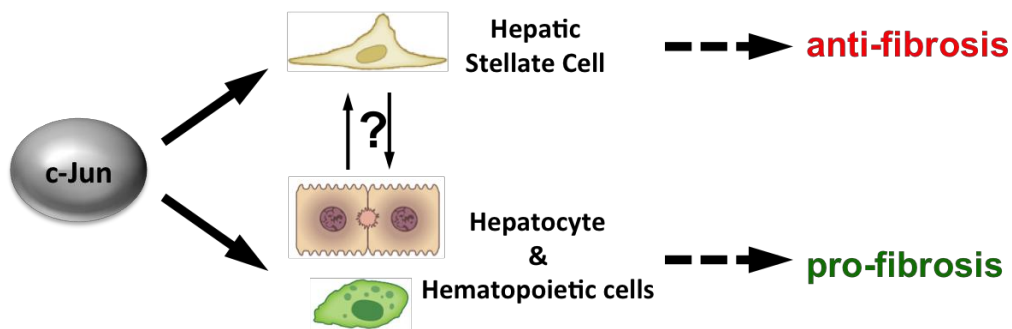 c-Jun
Hepatic
Stellate Cell
anti-fibrosis
?
Hepatocyte
&
Hematopoietic cells
pro-fibrosis